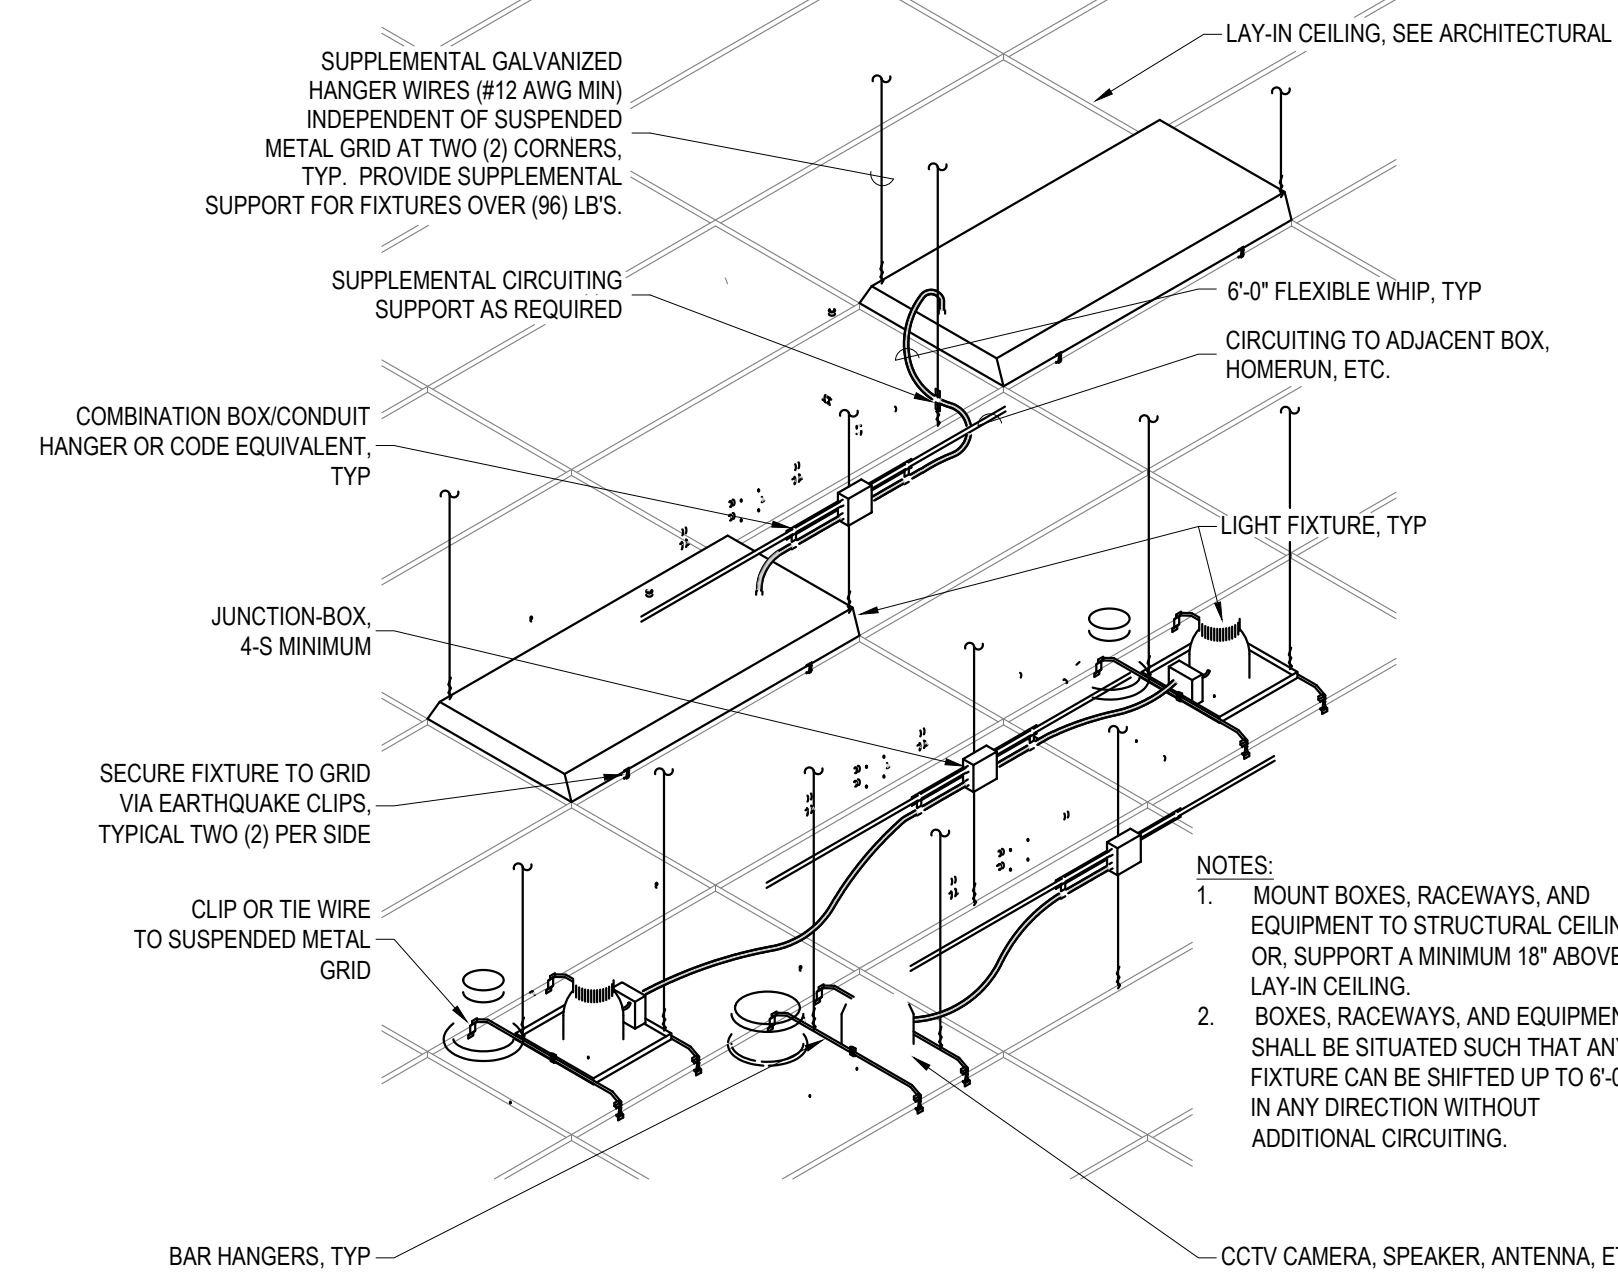 LAY-IN CEILING, SEE ARCHITECTURAL
SUPPLEMENTAL GALVANIZED
HANGER WIRES (#12 AWG MIN)
INDEPENDENT OF SUSPENDED
METAL GRID AT TWO (2) CORNERS,
TYP. PROVIDE SUPPLEMENTAL
SUPPORT FOR FIXTURES OVER (96) LB'S.
SUPPLEMENTAL CIRCUITING
SUPPORT AS REQUIRED
6'-0" FLEXIBLE WHIP, TYP
CIRCUITING TO ADJACENT BOX,
HOMERUN, ETC.
COMBINATION BOX/CONDUIT
HANGER OR CODE EQUIVALENT,
TYP
LIGHT FIXTURE, TYP
JUNCTION-BOX,
4-S MINIMUM
SECURE FIXTURE TO GRID
VIA EARTHQUAKE CLIPS,
TYPICAL TWO (2) PER SIDE
CLIP OR TIE WIRE
TO SUSPENDED METAL
GRID
NOTES:
1. MOUNT BOXES, RACEWAYS, AND
EQUIPMENT TO STRUCTURAL
OR, SUPPORT A MINIMUM 18" ABOVE
LAY-IN CEILING.
2. BOXES, RACEWAYS, AND
SHALL BE SITUATED SUCH THAT
FIXTURE CAN BE SHIFTED UP TO
IN ANY DIRECTION WITHOUT
ADDITIONAL CIRCUITING.
BAR HANGERS, TYP
CCTV CAMERA, SPEAKER, ANTENNA,